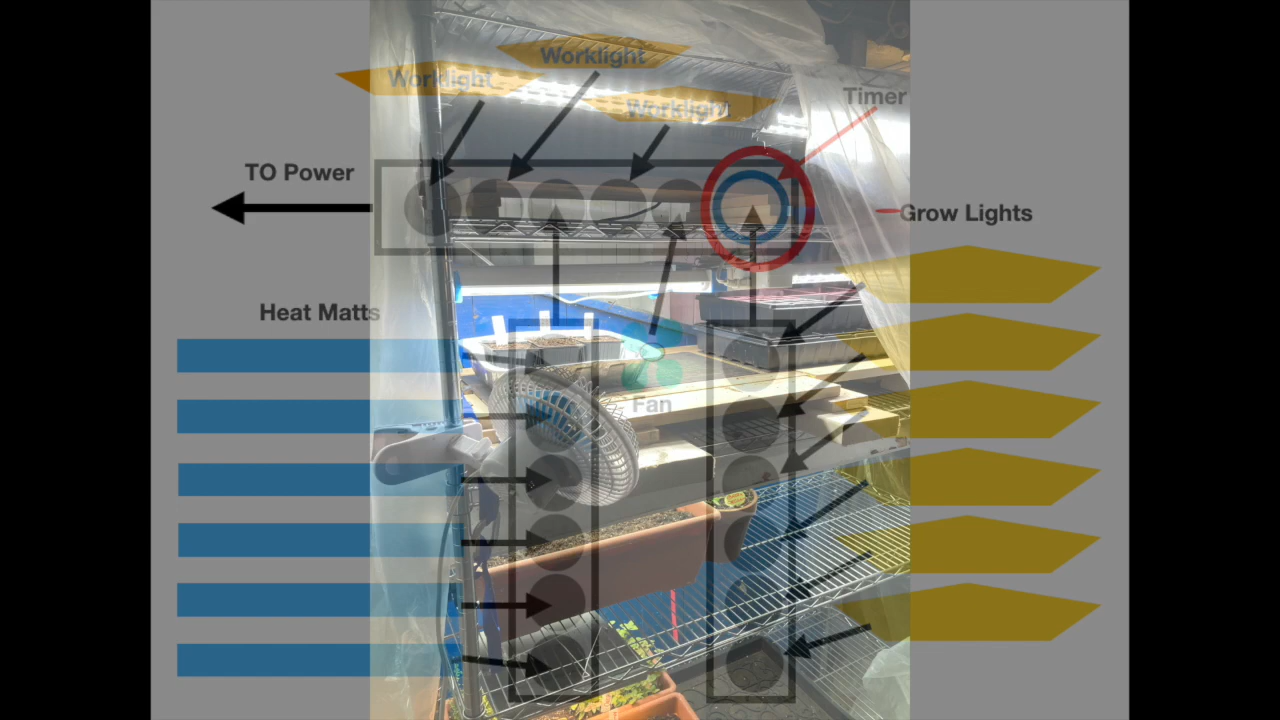 Worklight
Worklight
Worklight
Timer
TO Power
Grow Lights
Heat Matts
Fan